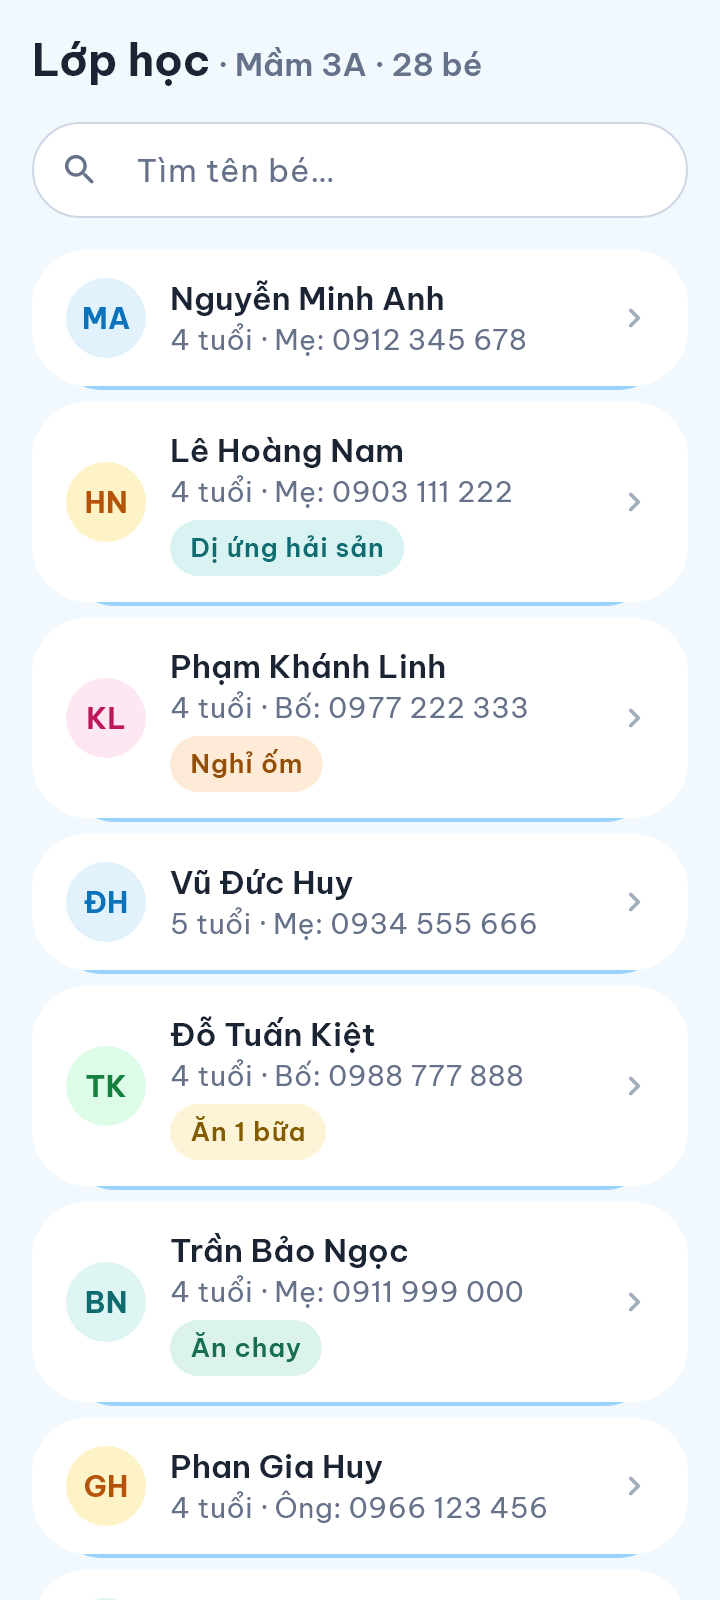 Lớp học · Mầm 3A · 28 bé
Tìm tên bé...
MA
Nguyễn Minh Anh
4 tuổi · Mẹ: 0912 345 678
HN
Lê Hoàng Nam
4 tuổi · Mẹ: 0903 111 222
Dị ứng hải sản
KL
Phạm Khánh Linh
4 tuổi · Bố: 0977 222 333
Nghỉ ốm
ĐH
Vũ Đức Huy
5 tuổi · Mẹ: 0934 555 666
TK
Đỗ Tuấn Kiệt
4 tuổi · Bố: 0988 777 888
Ăn 1 bữa
BN
Trần Bảo Ngọc
4 tuổi · Mẹ: 0911 999 000
Ăn chay
GH
Phan Gia Huy
4 tuổi · Ông: 0966 123 456